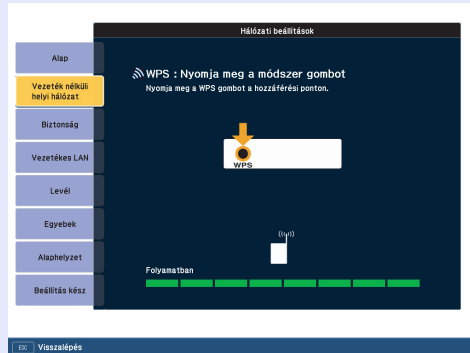 Hálózati beállítások
Alap
Vezeték nélküli
helyi hálózat
Biztonság
Vezetékes LAN
Levél
Egyebek
Alaphelyzet
Beállítás kész
WPS : Nyomja meg a módszer gombot
Nyomja meg a WPS gombot a hozzáférési ponton.
WPS
Folyamatban
ESC Visszalépés